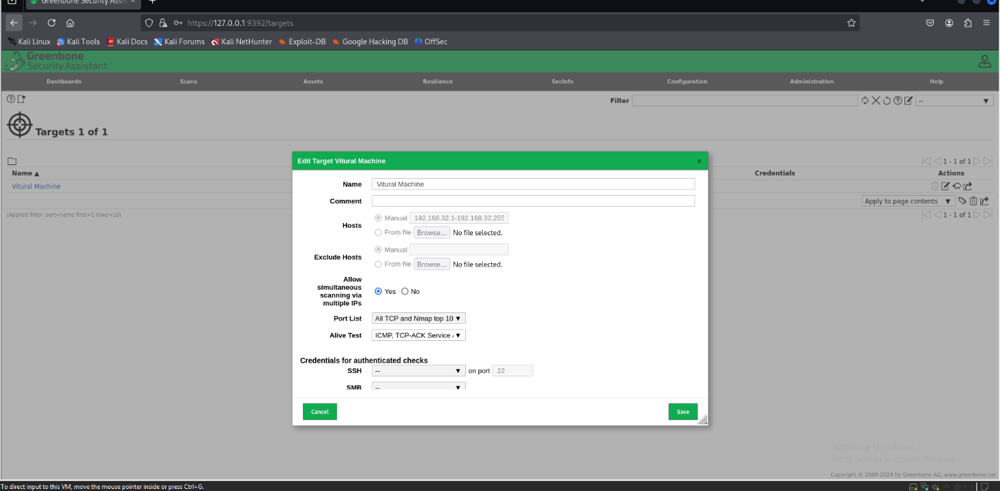 Greenbone Security Assis
https://127.0.0.1:9392/targets
Kali Linux Kali Tools Kali Docs Kali Forums Kali NetHunter Exploit-DB Google Hacking DB OffSec
Greenbone
Security Assistant
Dashboards Scans Assets Resilience SecInfo Configuration Administration Help
Filter --
Targets 1 of 1
1 - 1 of 1
Name ▲ Credentials Actions
Vitural Machine
Apply to page contents ▼
(Applied filter: sort=name first=1 rows=10)
1 - 1 of 1
Edit Target Vitural Machine ×
Name Vitural Machine
Comment
Hosts
Manual 192.168.32.1-192.168.32.255
From file Browse... No file selected.
Exclude Hosts
Manual
From file Browse... No file selected.
Allow
simultaneous
scanning via
multiple IPs
Yes No
Port List All TCP and Nmap top 10 ▼
Alive Test ICMP, TCP-ACK Service ▼
Credentials for authenticated checks
SSH -- ▼ on port 22
SMB -- ▼
Cancel Save
Activate Windows
Go to Settings to activate Windows.
Copyright © 2009-2024 by Greenbone AG, www.greenbone.net
To direct input to this VM, move the mouse pointer inside or press Ctrl+G.